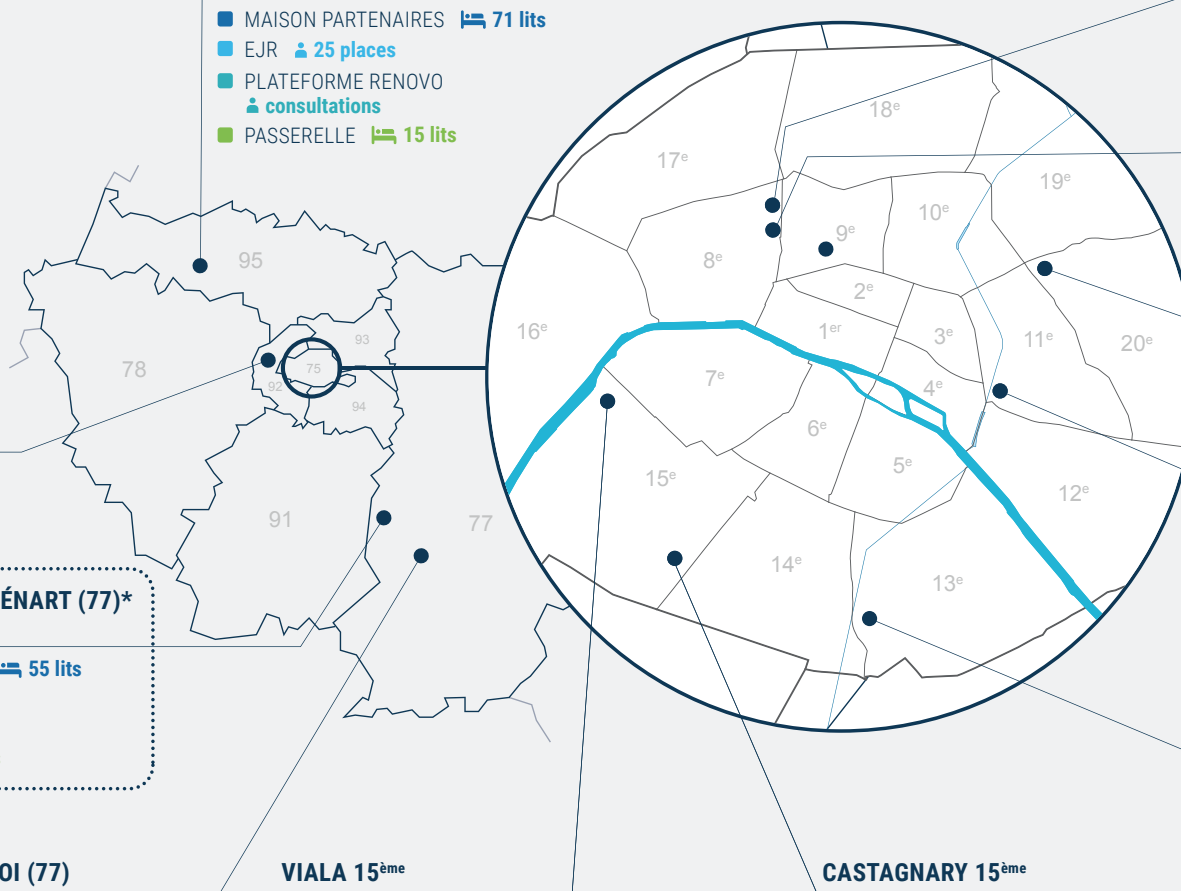 MAISON PARTENAIRES 71 lits
EJR 25 places
PLATEFORME RENOVO
consultations
PASSERELLE 15 lits
18e
17e
19e
10e
9e
8e
95
2e
16e
1er
3e
11e
20e
93
78
75
7e
4e
92
94
6e
5e
15e
12e
91
77
14e
13e
ÉNART (77)*
55 lits
OI (77)
VIALA 15ème
CASTAGNARY 15ème